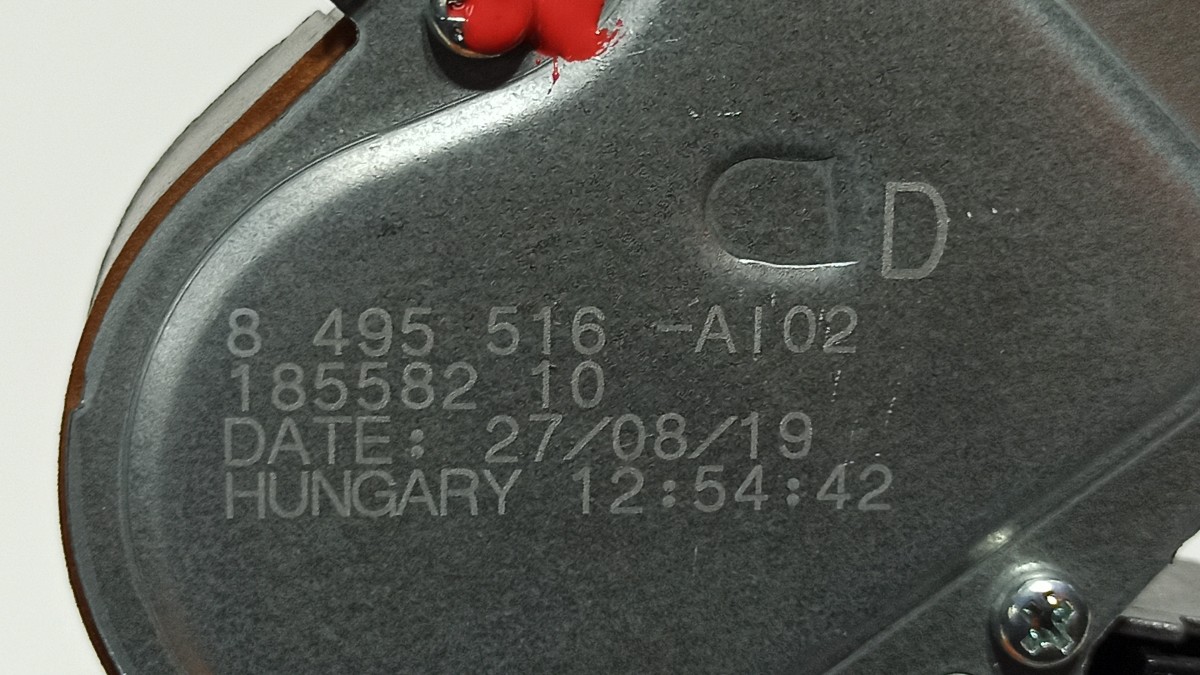 D
8 495 516 -AI02
185582 10
DATE: 27/08/19
HUNGARY 12:54:42